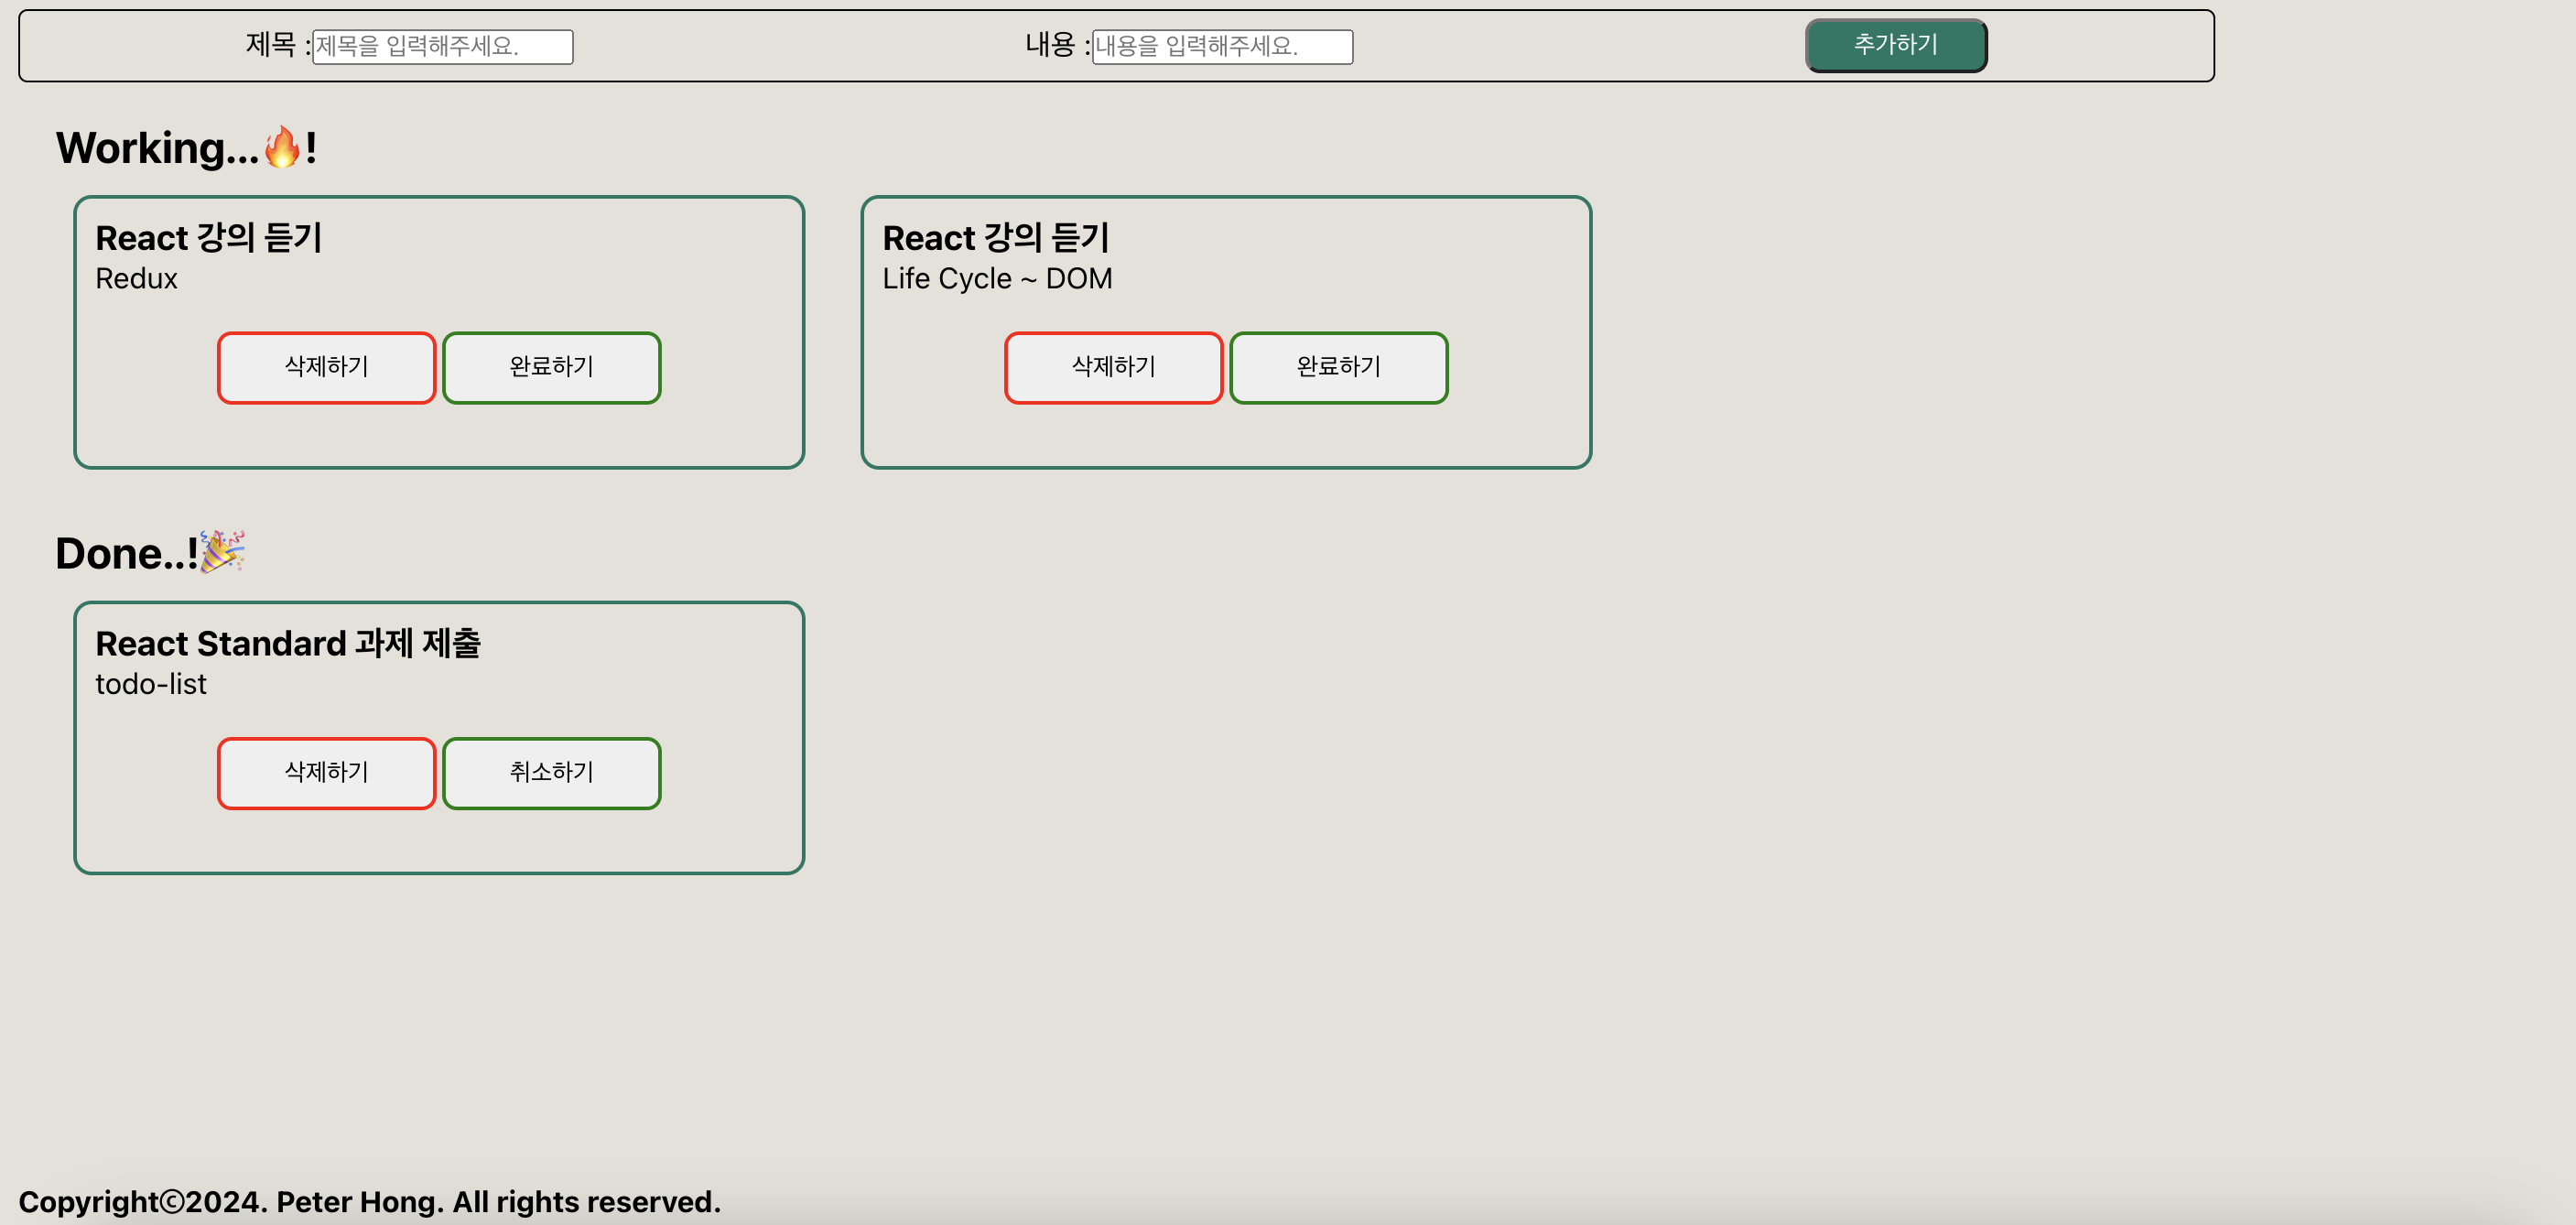 제목 :제목을 입력해주세요. 내용 :내용을 입력해주세요. 추가하기
Working...🔥!
React 강의 듣기
Redux
삭제하기 완료하기
React 강의 듣기
Life Cycle ~ DOM
삭제하기 완료하기
Done..!🎉
React Standard 과제 제출
todo-list
삭제하기 취소하기
Copyrightⓒ2024. Peter Hong. All rights reserved.